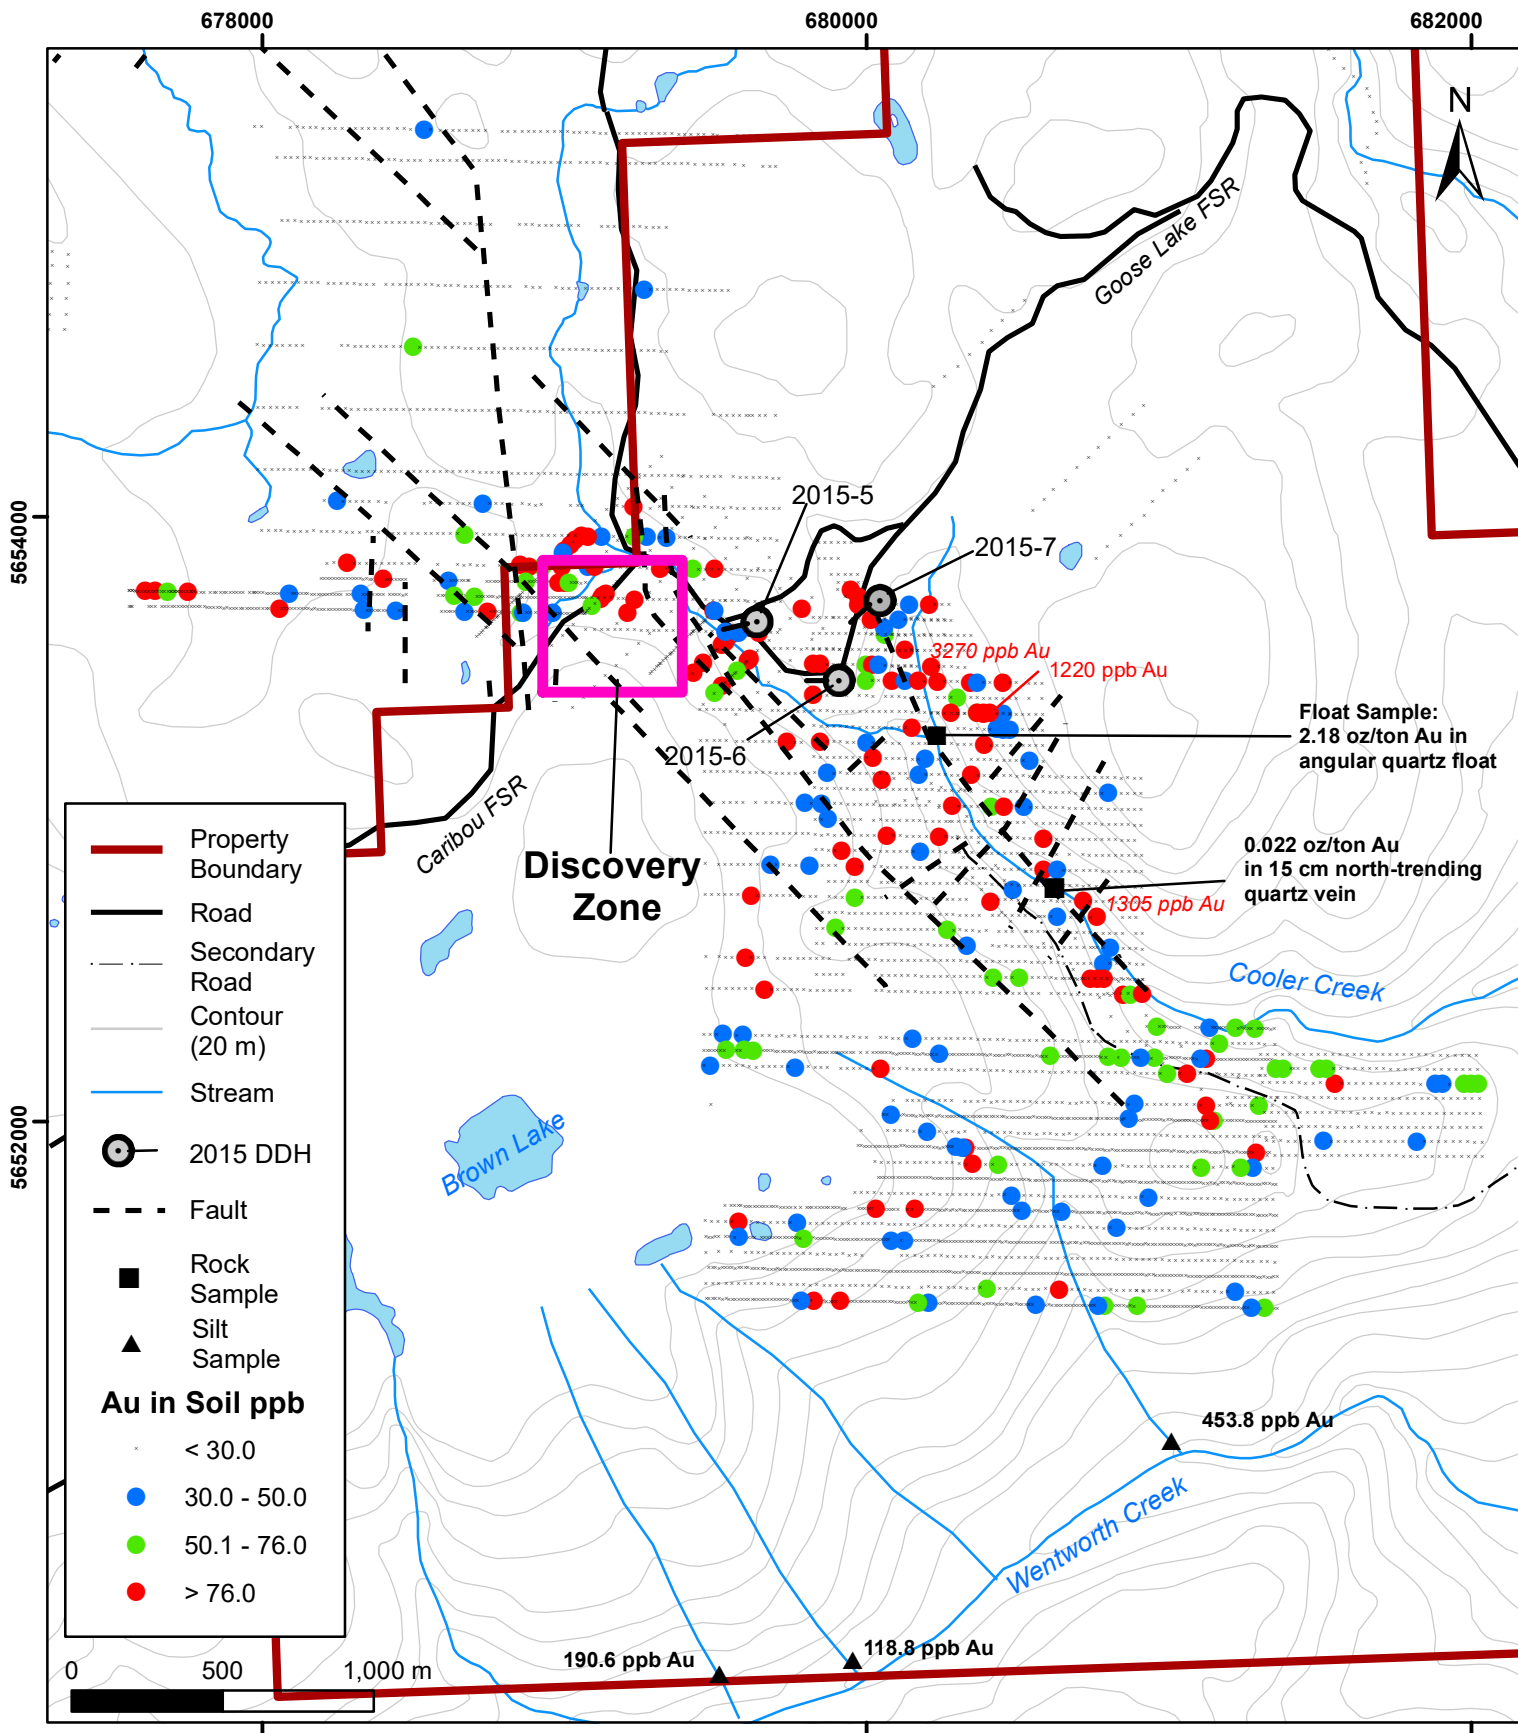 678000
680000
682000
N
Goose Lake FSR
5654000
2015-5
2015-7
3270 ppb Au
1220 ppb Au
Float Sample:
2.18 oz/ton Au in
angular quartz float
2015-6
Caribou FSR
Discovery
Zone
0.022 oz/ton Au
in 15 cm north-trending
quartz vein
1305 ppb Au
Cooler Creek
5652000
Brown Lake
453.8 ppb Au
Wentworth Creek
190.6 ppb Au
118.8 ppb Au
Property
Boundary
Road
Secondary
Road
Contour
(20 m)
Stream
2015 DDH
Fault
Rock
Sample
Silt
Sample
Au in Soil ppb
< 30.0
30.0 - 50.0
50.1 - 76.0
> 76.0
0 500 1,000 m